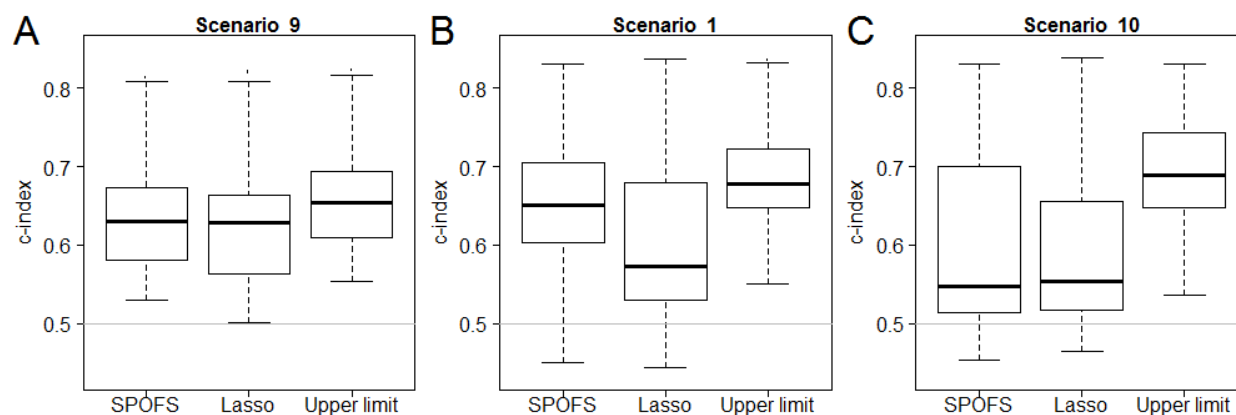 A
Scenario 9
c-index
0.8
0.7
0.6
0.5
SPOFS Lasso Upper limit
B
Scenario 1
c-index
0.8
0.7
0.6
0.5
SPOFS Lasso Upper limit
C
Scenario 10
c-index
0.8
0.7
0.6
0.5
SPOFS Lasso Upper limit